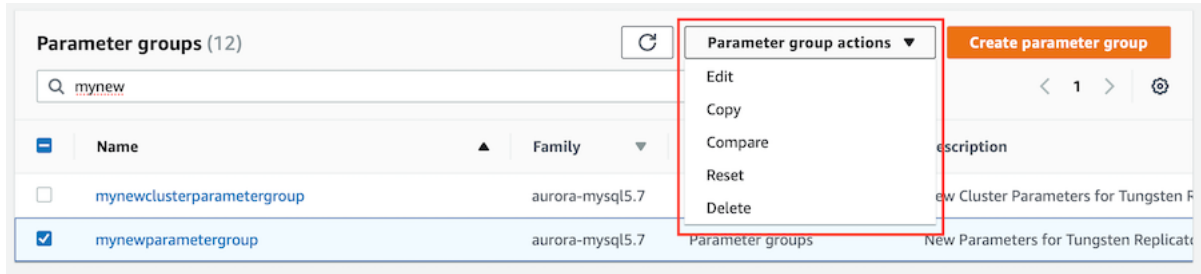 Parameter groups (12)
Parameter group actions ▼
Create parameter group
mynew
1
Edit
Copy
Compare
Reset
Delete
Name
Family
escription
mynewclusterparametergroup
aurora-mysql5.7
ew Cluster Parameters for Tungsten R
mynewparametergroup
aurora-mysql5.7
Parameter groups
New Parameters for Tungsten Replicato